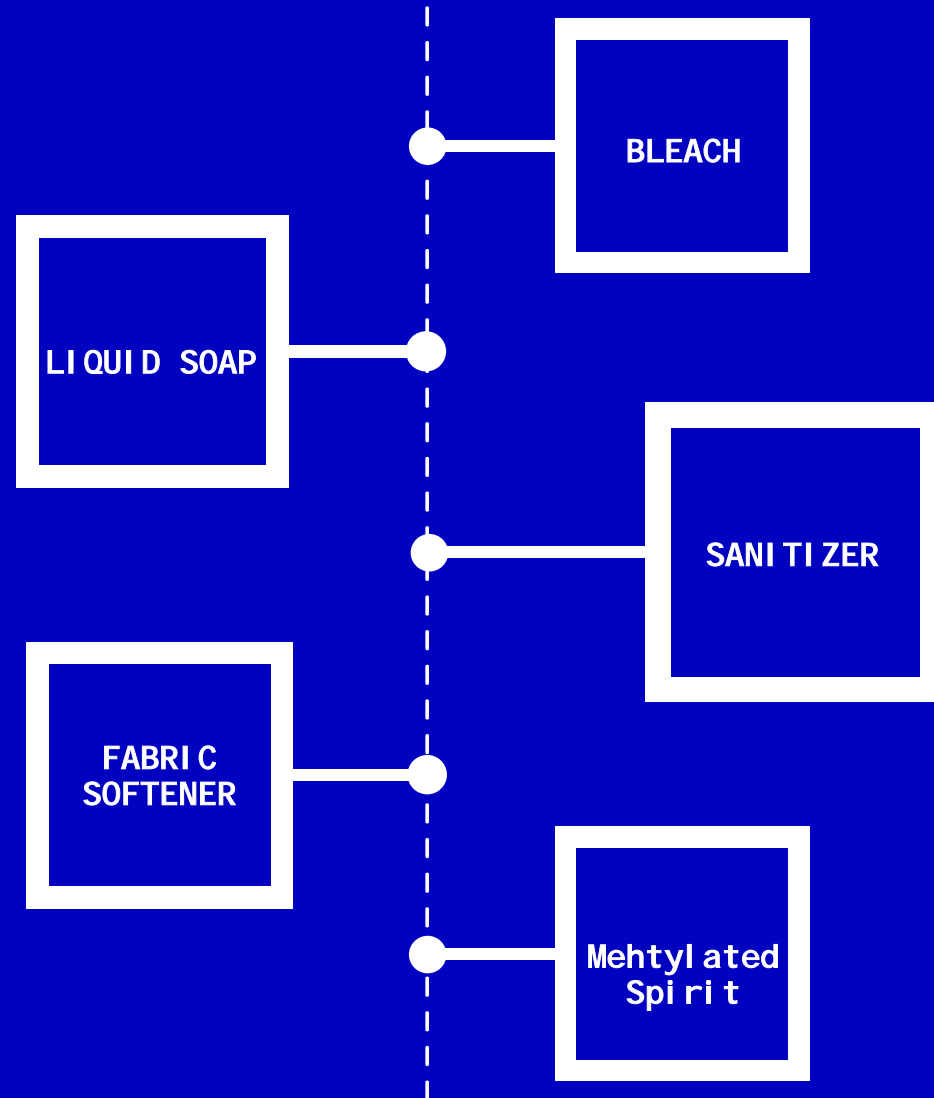 BLEACH
LIQUID SOAP
SANITIZER
FABRIC
SOFTENER
Mehtylated
Spirit